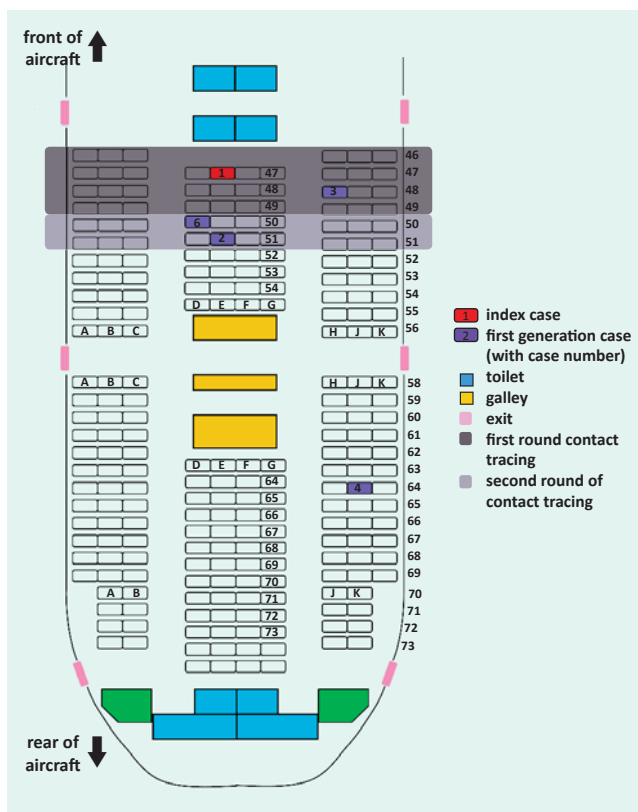 front of
aircraft
46
1 47 47
48 3 48
49 49
6 50 50
2 51 51
52 52
53 53
54 54
D E F G 55
A B C H J K 56
A B C H J K 58
59
60
61
62
D E F G 63
64 4 64
65 65
66 66
67 67
68 68
69 69
70 A B J K 70
71 71
72 72
73 73
rear of
aircraft
1 index case
2 first generation case
(with case number)
toilet
galley
exit
first round contact
tracing
second round of
contact tracing